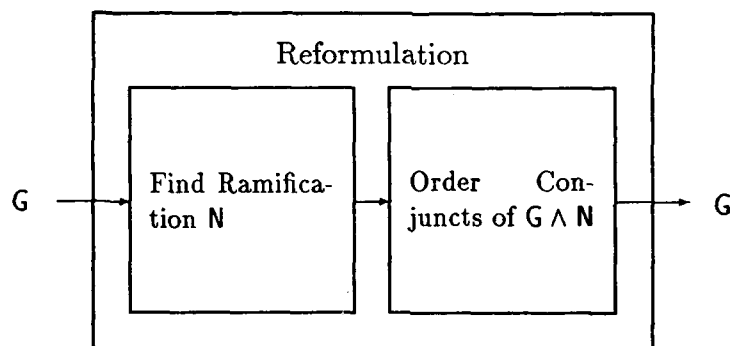 Reformulation
G
Find Ramifica-
tion N
Order Con-
juncts of G ∧ N
G